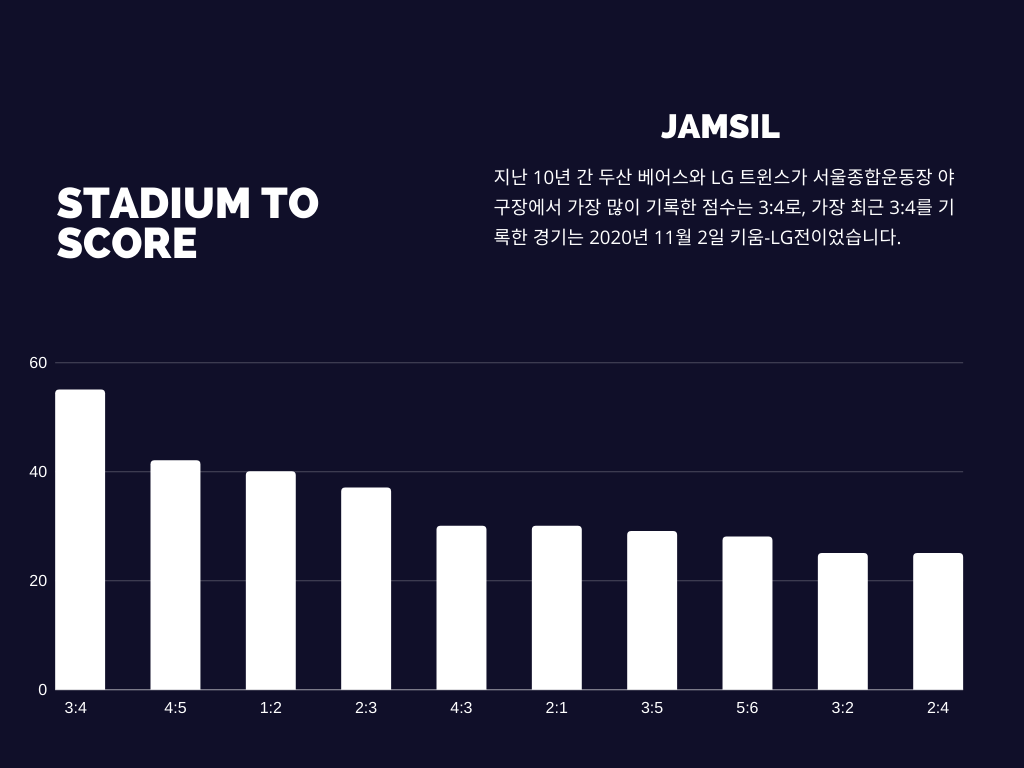 STADIUM TO
SCORE
JAMSIL
지난 10년 간 두산 베어스와 LG 트윈스가 서울종합운동장 야
구장에서 가장 많이 기록한 점수는 3:4로, 가장 최근 3:4를 기
록한 경기는 2020년 11월 2일 키움-LG전이었습니다.
60
40
20
0
3:4 4:5 1:2 2:3 4:3 2:1 3:5 5:6 3:2 2:4